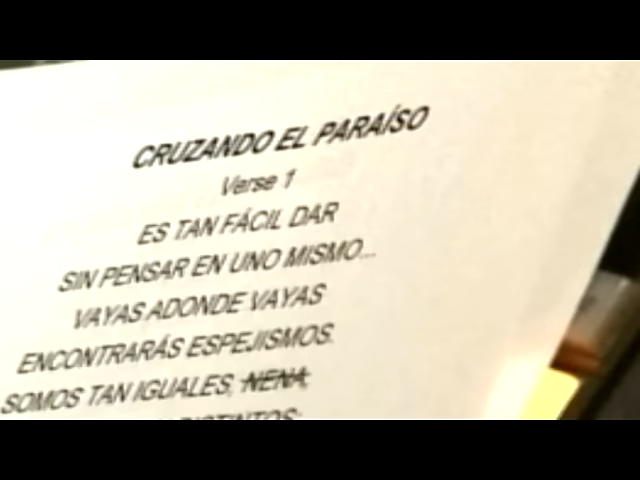 CRUZANDO EL PARAÍSO
Verse 1
ES TAN FÁCIL DAR
SIN PENSAR EN UNO MISMO...
VAYAS ADONDE VAYAS
ENCONTRARÁS ESPEJISMOS.
SOMOS TAN IGUALES, NENA,
DISTINTOS;